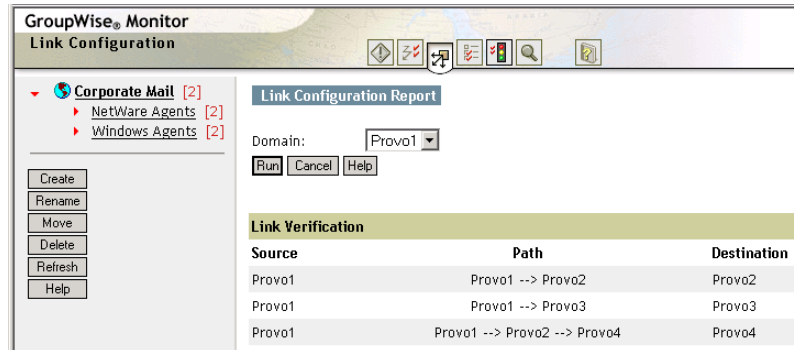 GroupWise® Monitor
Link Configuration
Corporate Mail [2]
NetWare Agents [2]
Windows Agents [2]
Create
Rename
Move
Delete
Refresh
Help
Link Configuration Report
Domain: Provo1
Run Cancel Help
Link Verification
Source Path Destination
Provo1 Provo1 --> Provo2 Provo2
Provo1 Provo1 --> Provo3 Provo3
Provo1 Provo1 --> Provo2 --> Provo4 Provo4